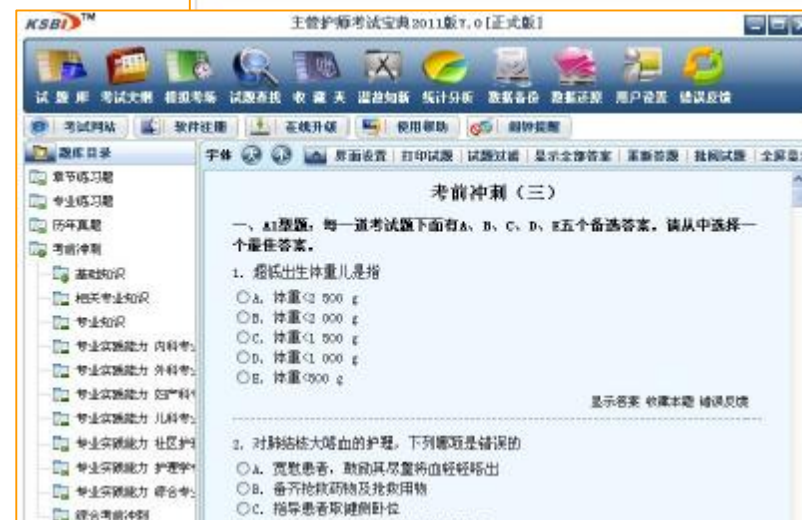 KSBD TM
主管护师考试宝典2011版7.0[正式版]
试题库 考试大纲 模拟考场 试题查找 收藏夹 温故知新 统计分析 数据备份 数据还原 用户设置 错误反馈
考试网站 软件注册 在线升级 使用帮助 闹钟提醒
题库目录
字体 界面设置 打印试题 试题过滤 显示全部答案 重新答题 批阅试题 全屏显
章节练习题
专业练习题
历年真题
考前冲刺
基础知识
相关专业知识
专业知识
专业实践能力 内科专
专业实践能力 外科专
专业实践能力 妇产科
专业实践能力 儿科专
专业实践能力 社区护
专业实践能力 护理学
专业实践能力 综合专
综合考前冲刺
考前冲刺（三）
一、A1型题：每一道考试题下面有A、B、C、D、E五个备选答案。请从中选择一
个最佳答案。
1. 超低出生体重儿是指
A. 体重<2 500 g
B. 体重<2 000 g
C. 体重<1 500 g
D. 体重<1 000 g
E. 体重<800 g
显示答案 收藏本题 错误反馈
2. 对肺结核大咯血的护理，下列哪项是错误的
A. 宽慰患者，鼓励其尽量将血轻轻咯出
B. 备齐抢救药物及抢救用物
C. 指导患者取健侧卧位